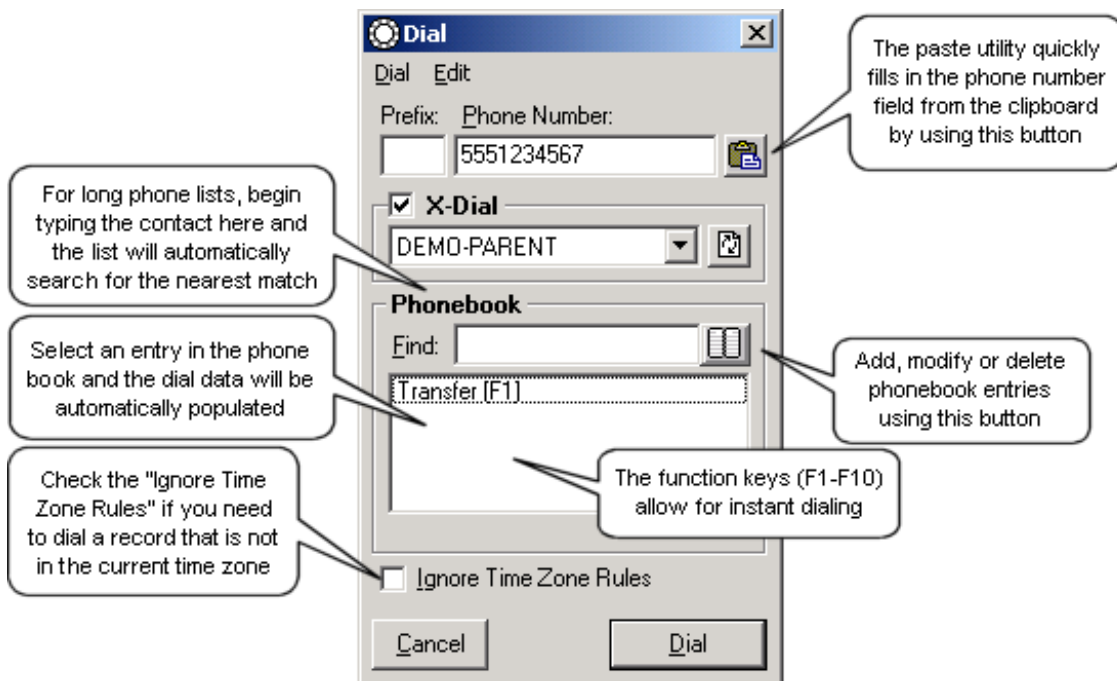 Dial
Dial Edit
Prefix: Phone Number:
5551234567
The paste utility quickly
fills in the phone number
field from the clipboard
by using this button
X-Dial
DEMO-PARENT
For long phone lists, begin
typing the contact here and
the list will automatically
search for the nearest match
Phonebook
Find:
Transfer [F1]
Select an entry in the phone
book and the dial data will be
automatically populated
Add, modify or delete
phonebook entries
using this button
The function keys (F1-F10)
allow for instant dialing
Check the "Ignore Time
Zone Rules" if you need
to dial a record that is not
in the current time zone
Ignore Time Zone Rules
Cancel
Dial